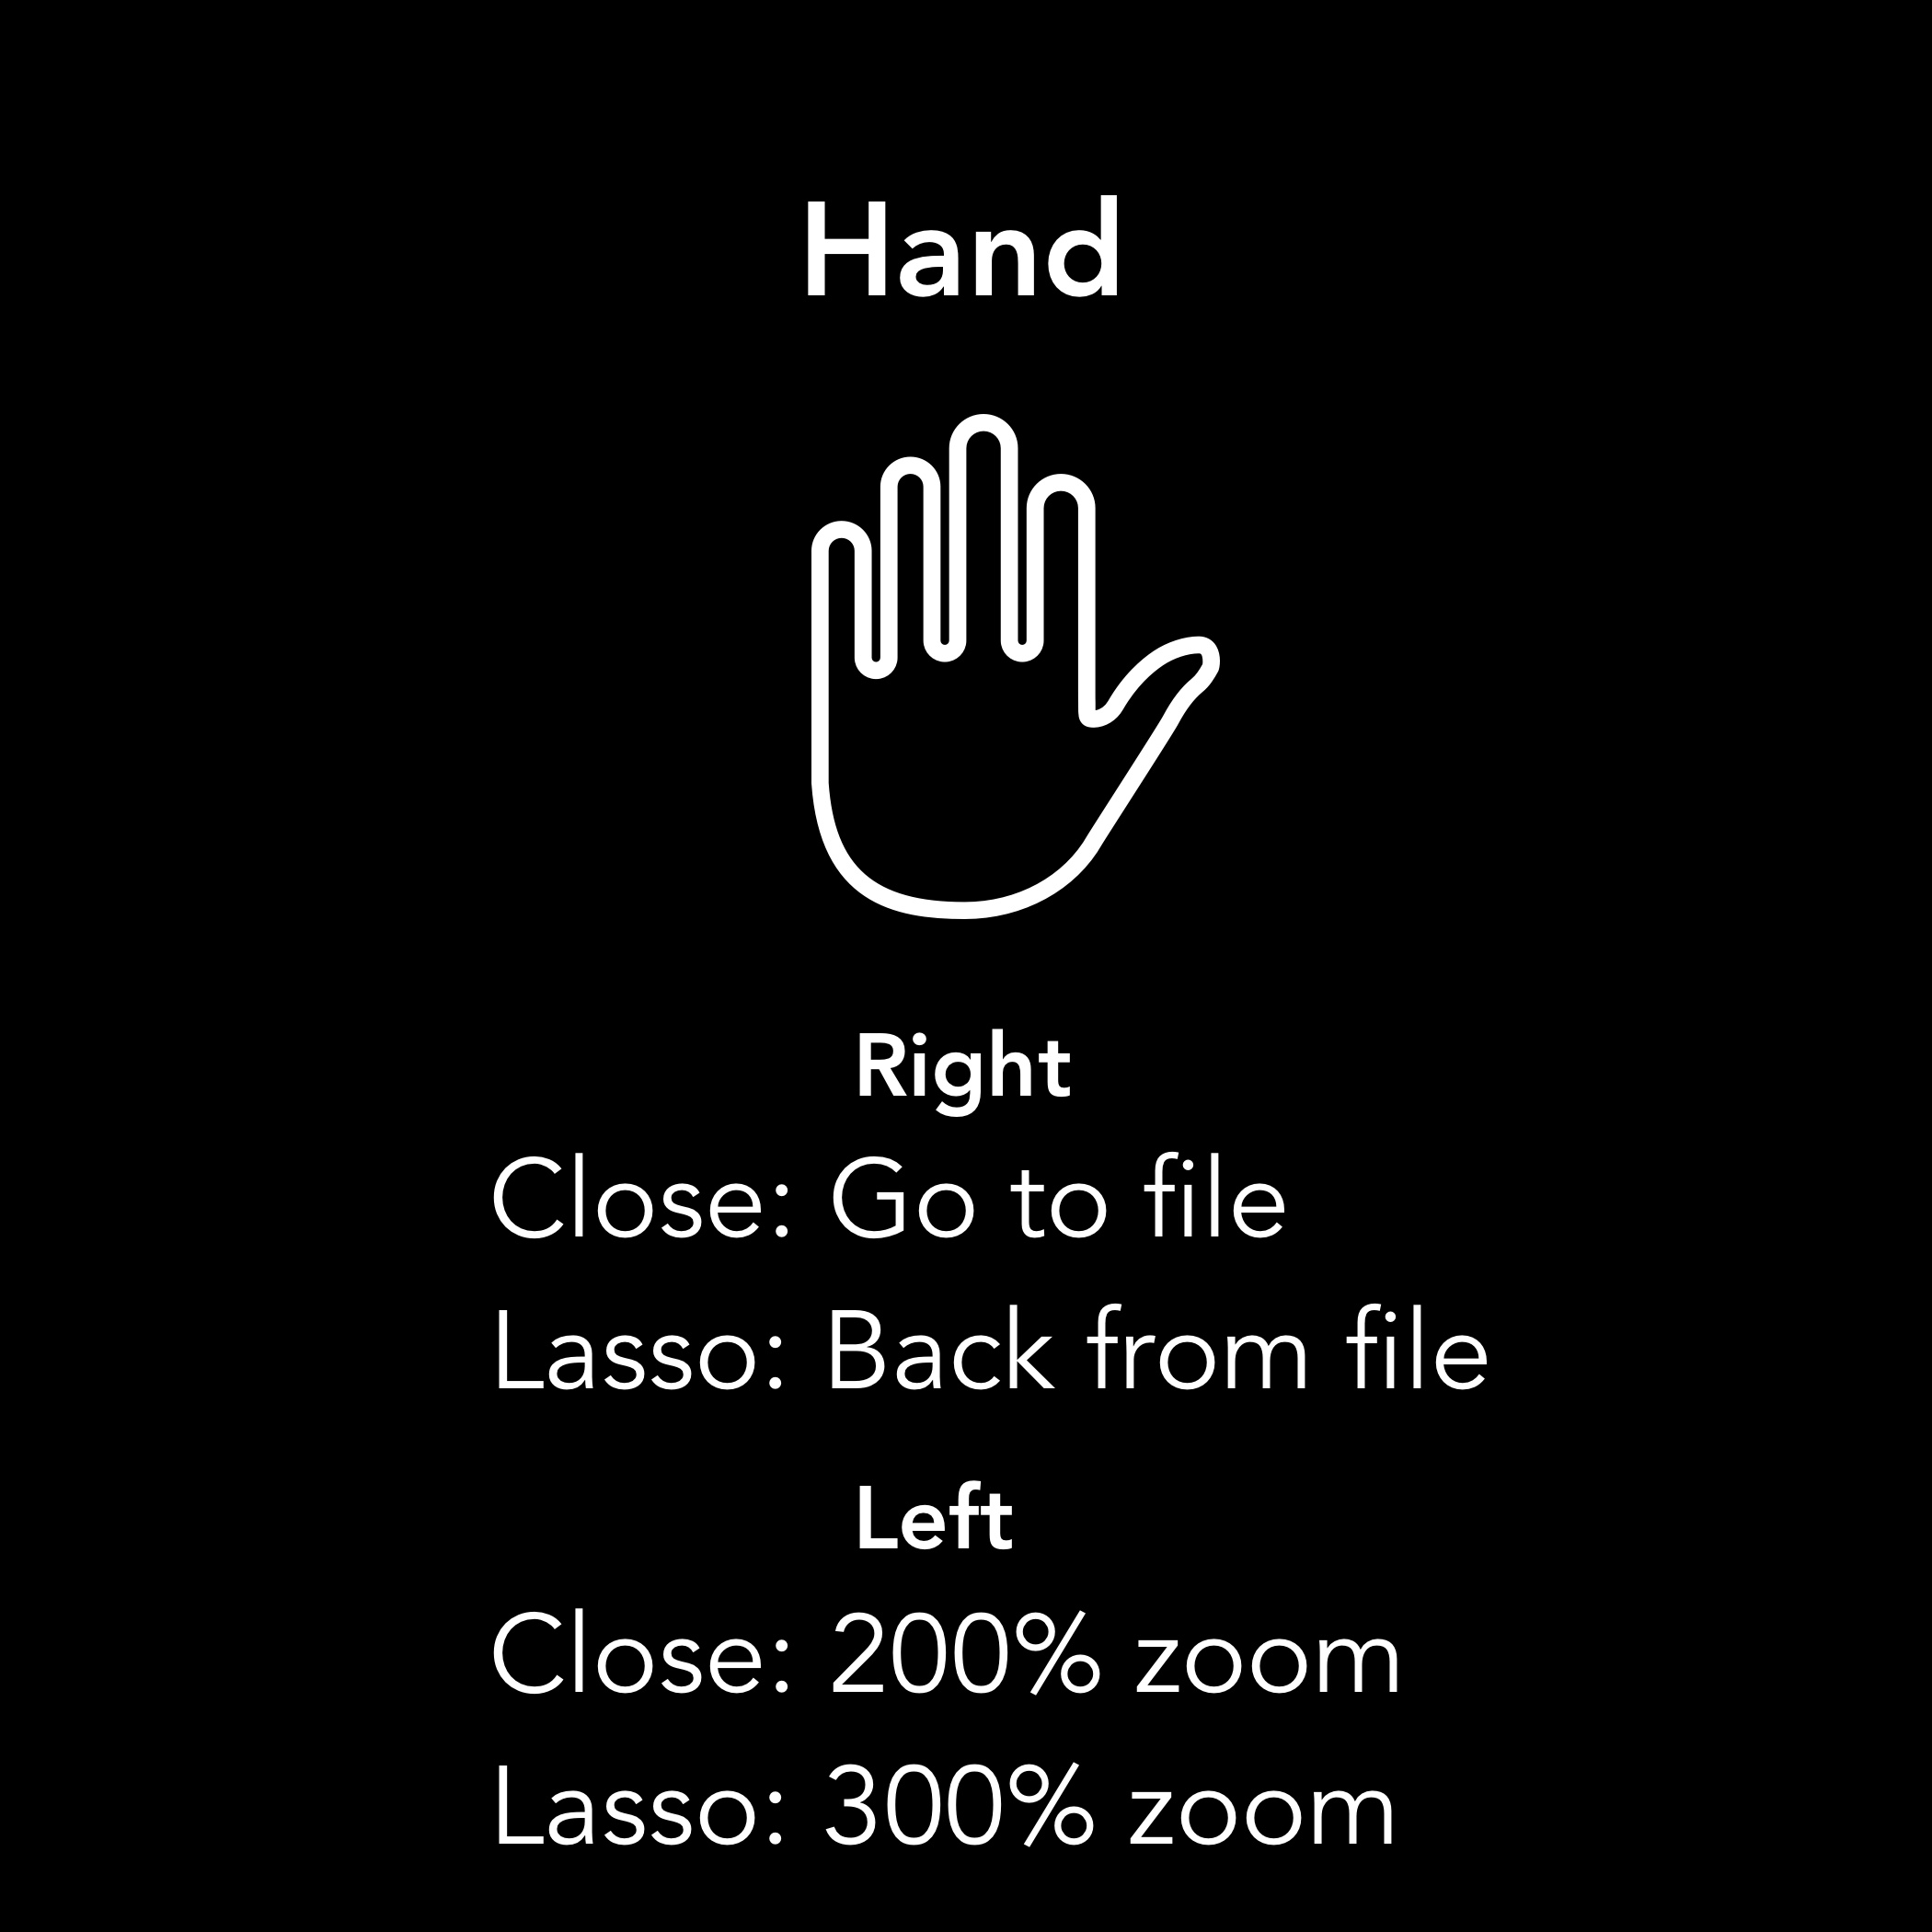 Hand
Right
Close: Go to file
Lasso: Back from file
Left
Close: 200% zoom
Lasso: 300% zoom